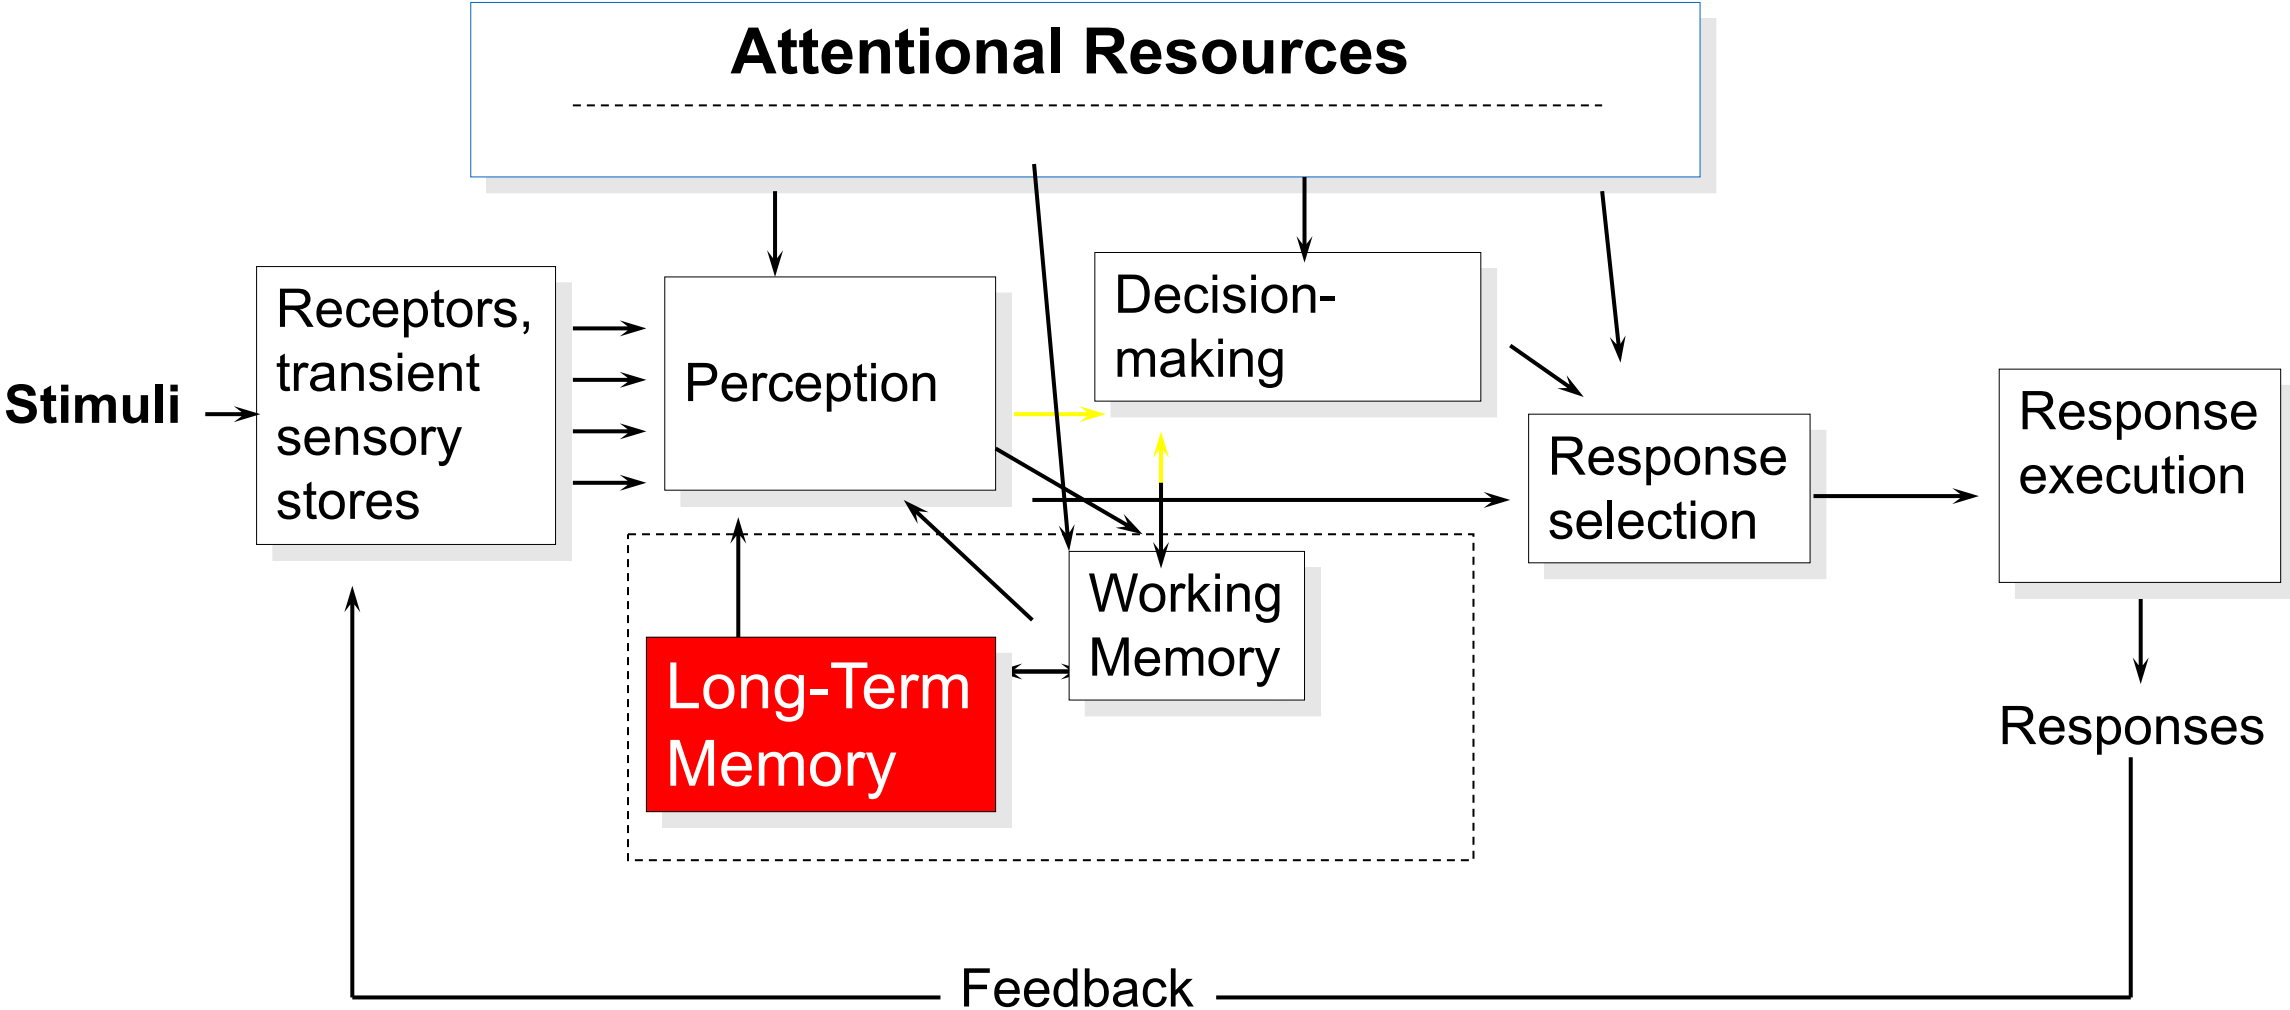 Attentional Resources
Stimuli
Receptors,
transient
sensory
stores
Perception
Decision-
making
Response
selection
Response
execution
Working
Memory
Long-Term
Memory
Responses
Feedback